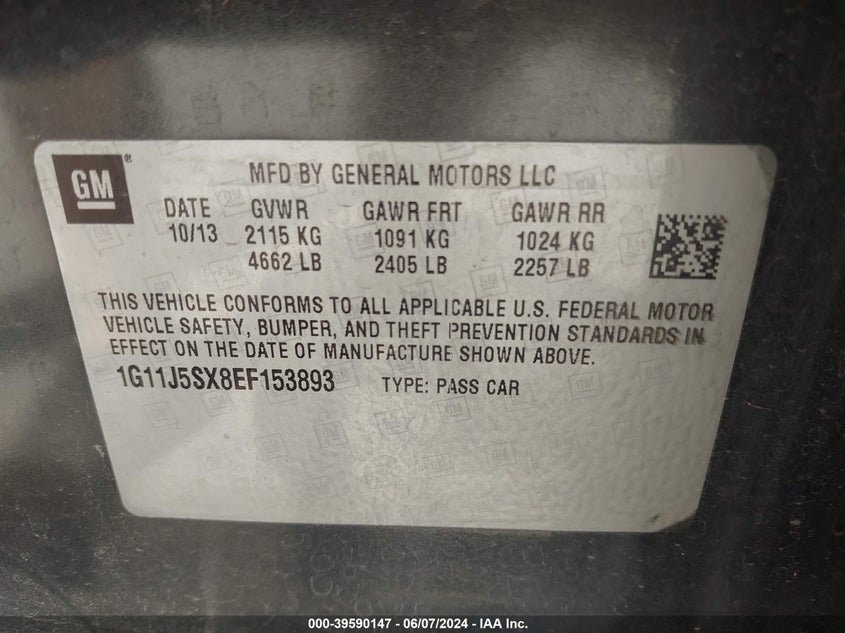 GM
MFD BY GENERAL MOTORS LLC
DATE GVWR GAWR FRT GAWR RR
10/13 2115 KG 1091 KG 1024 KG
4662 LB 2405 LB 2257 LB
THIS VEHICLE CONFORMS TO ALL APPLICABLE U.S. FEDERAL MOTOR
VEHICLE SAFETY, BUMPER, AND THEFT PREVENTION STANDARDS IN
EFFECT ON THE DATE OF MANUFACTURE SHOWN ABOVE.
1G11J5SX8EF153893 TYPE: PASS CAR
000-39590147 - 06/07/2024 - IAA Inc.